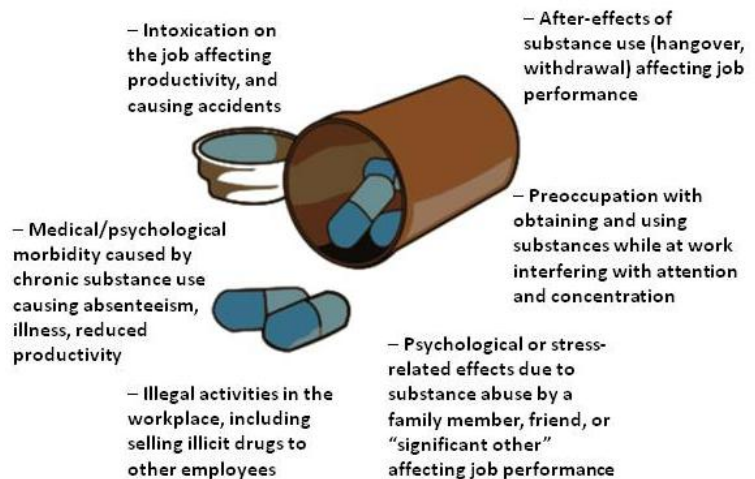 – Intoxication on
the job affecting
productivity, and
causing accidents
– After-effects of
substance use (hangover,
withdrawal) affecting job
performance
– Medical/psychological
morbidity caused by
chronic substance use
causing absenteeism,
illness, reduced
productivity
– Preoccupation with
obtaining and using
substances while at work
interfering with attention
and concentration
– Illegal activities in the
workplace, including
selling illicit drugs to
other employees
– Psychological or stress-
related effects due to
substance abuse by a
family member, friend, or
“significant other”
affecting job performance